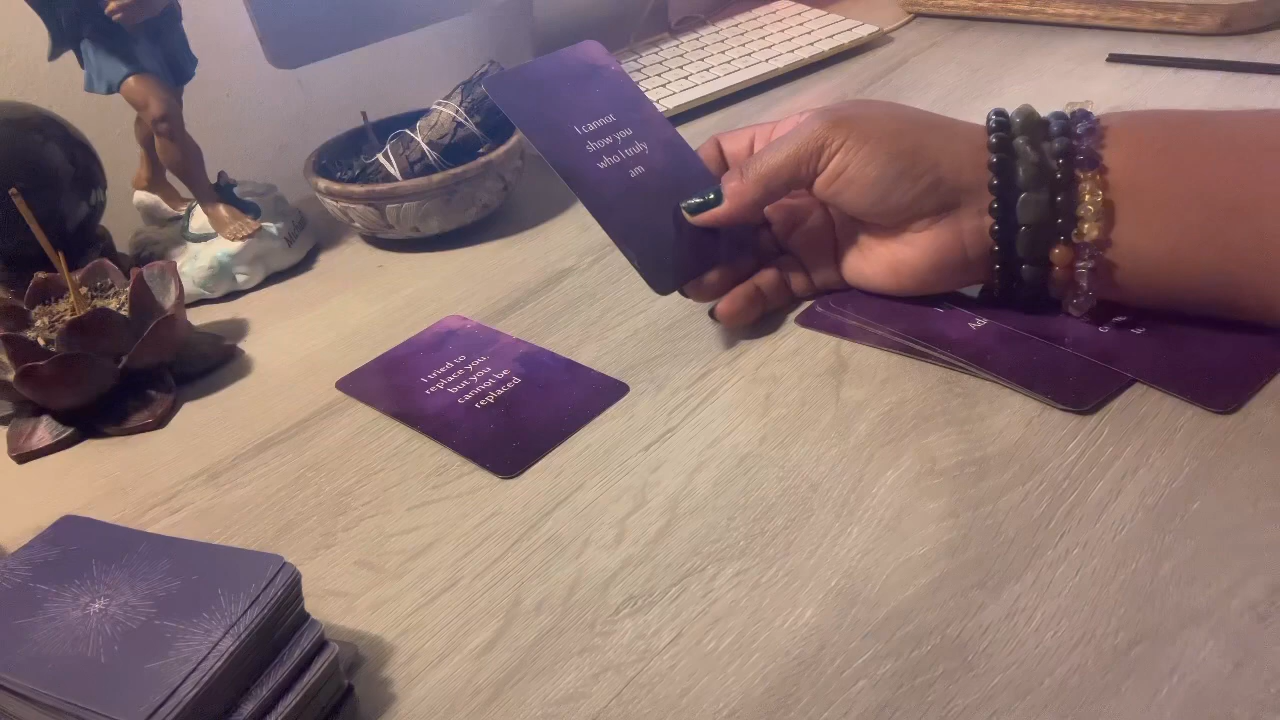 I cannot
show you
who I truly
am
I tried to
replace you,
but you
cannot be
replaced